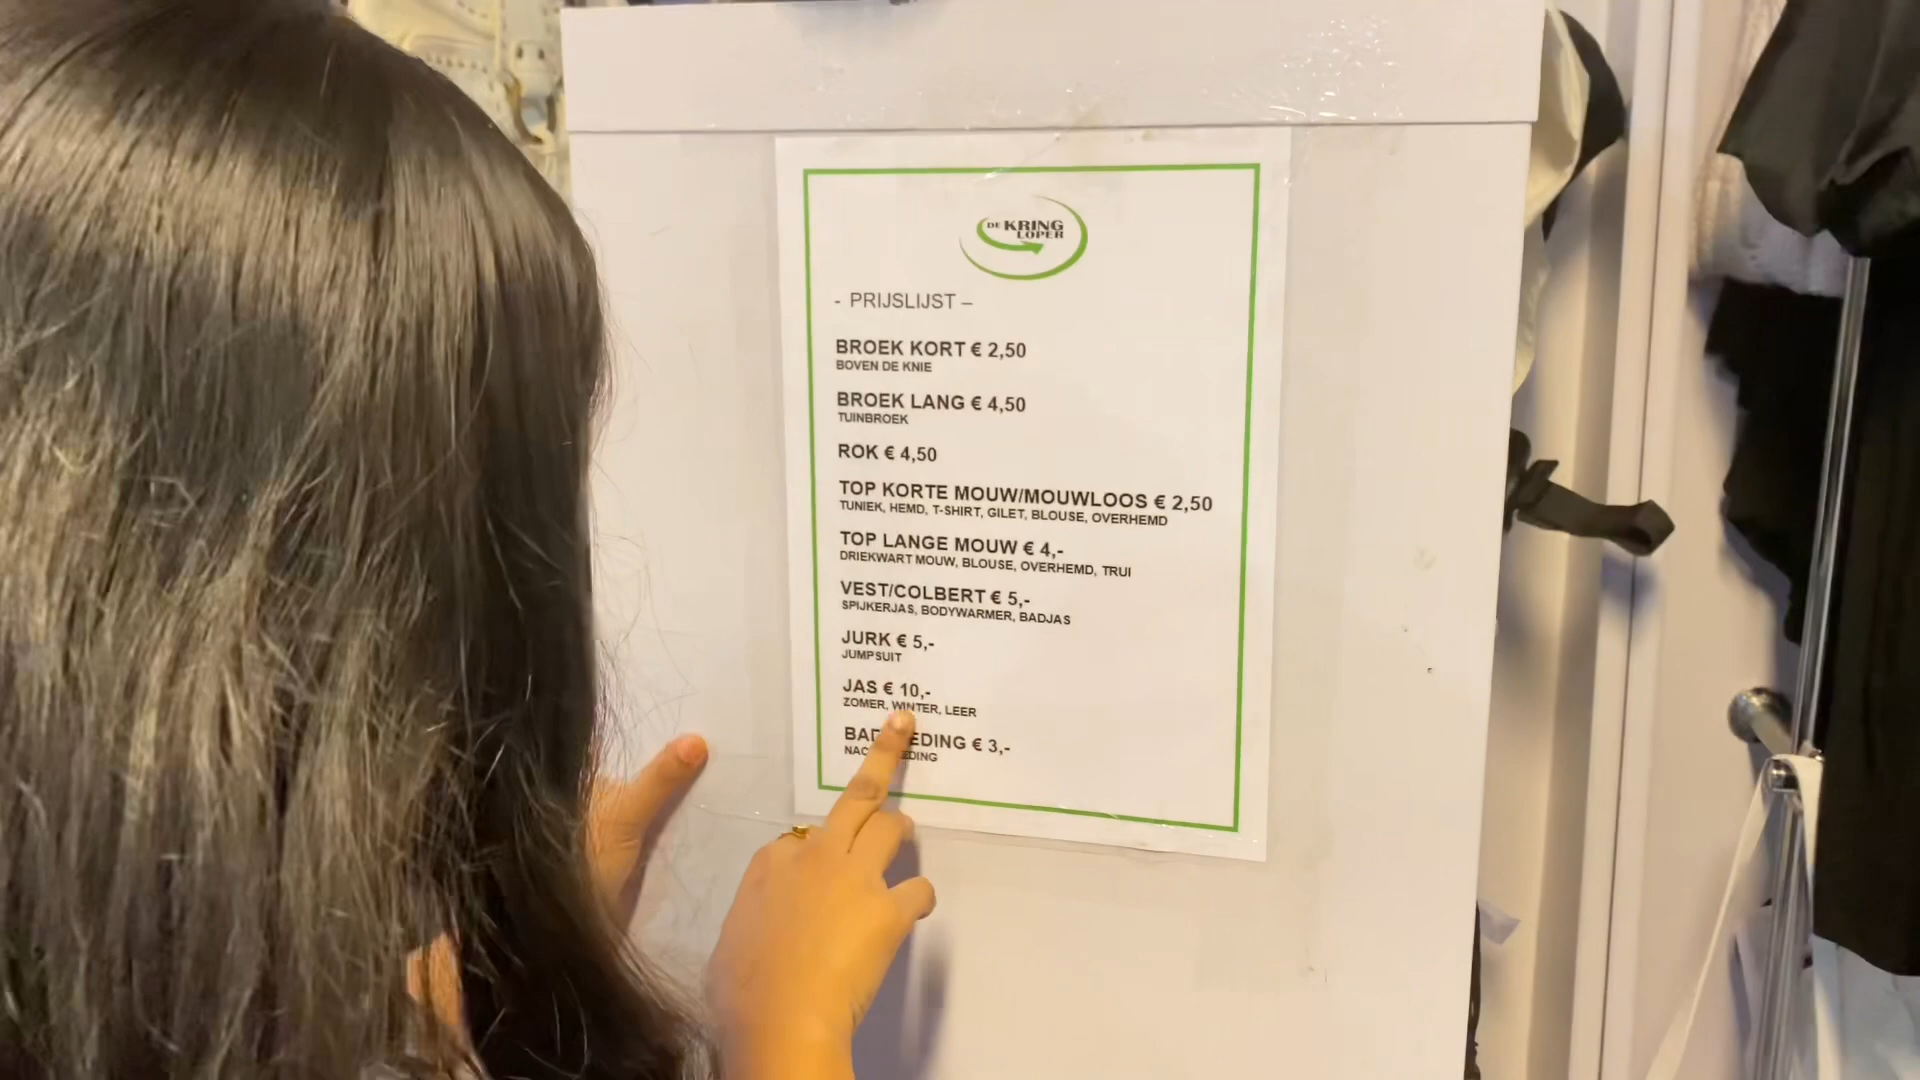 DE KRING
LOPER
- PRIJSLIJST –
BROEK KORT € 2,50
BOVEN DE KNIE
BROEK LANG € 4,50
TUINBROEK
ROK € 4,50
TOP KORTE MOUW/MOUWLOOS € 2,50
TUNIEK, HEMD, T-SHIRT, GILET, BLOUSE, OVERHEMD
TOP LANGE MOUW € 4,-
DRIEKWART MOUW, BLOUSE, OVERHEMD, TRUI
VEST/COLBERT € 5,-
SPIJKERJAS, BODYWARMER, BADJAS
JURK € 5,-
JUMPSUIT
JAS € 10,-
ZOMER, WINTER, LEER
€ 3,-